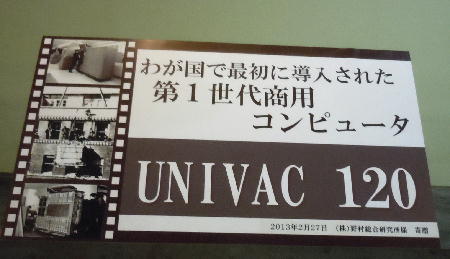 わが国で最初に導入された
第1世代商用
コンピュータ
UNIVAC 120
2013年2月27日 (株)野村総合研究所様 寄贈